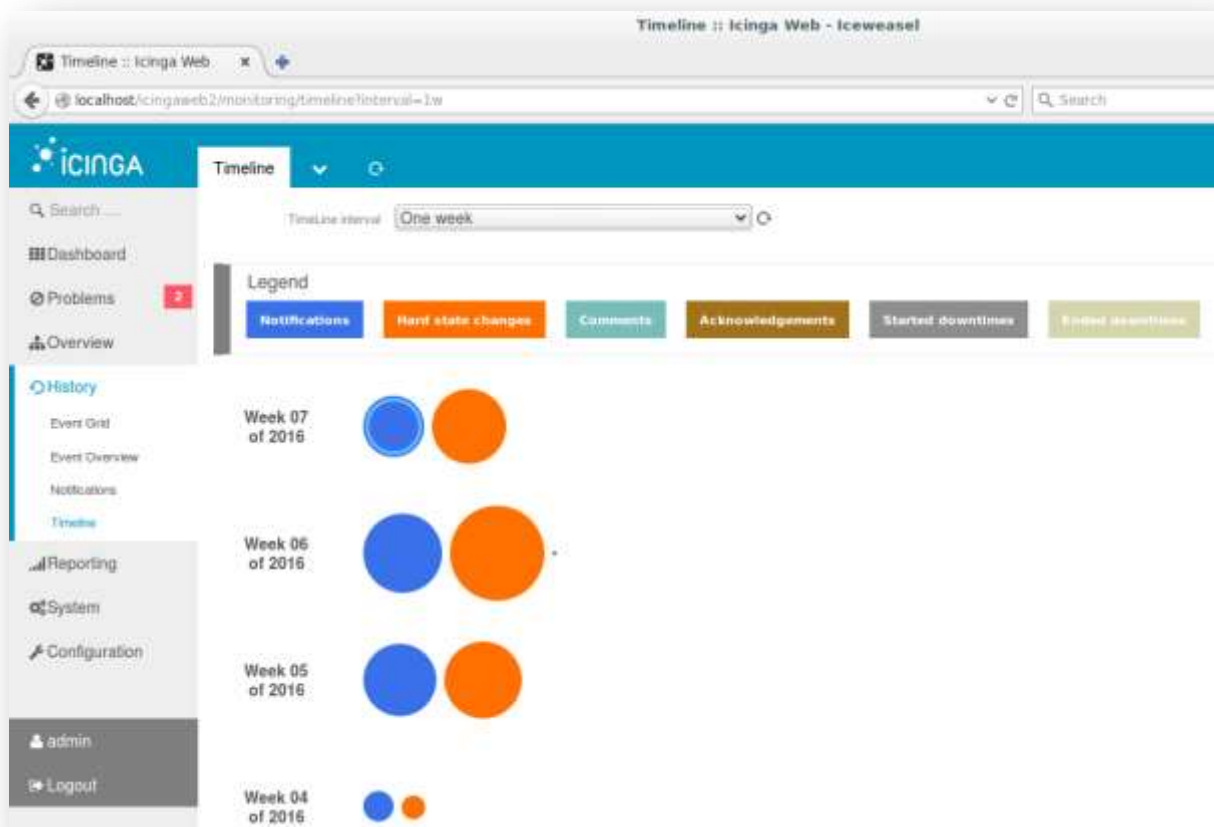 Timeline :: Icinga Web - Iceweasel
Timeline :: Icinga Web
localhost/icingaweb2/monitoring/timeline?interval=1w
Search
ICINGA
Timeline
Search ...
TimeLine interval
One week
Dashboard
Problems
2
Overview
History
Event Grid
Event Overview
Notifications
Timeline
Reporting
System
Configuration
admin
Logout
Legend
Notifications
Hard state changes
Comments
Acknowledgements
Started downtimes
Ended downtimes
Week 07
of 2016
Week 06
of 2016
Week 05
of 2016
Week 04
of 2016